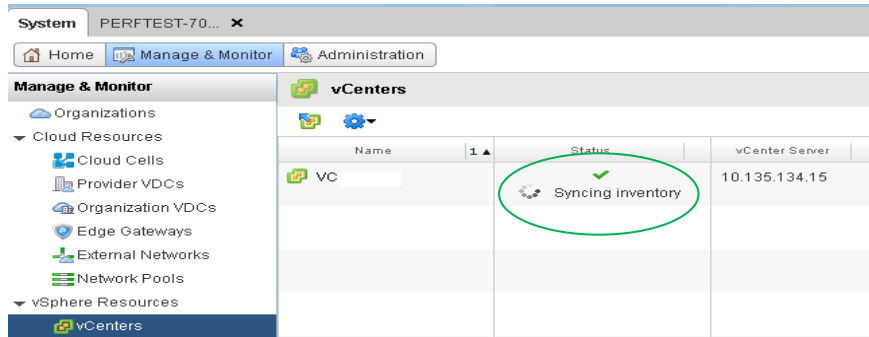 System PERFTEST-70... ×
Home Manage & Monitor Administration
Manage & Monitor
vCenters
Organizations
Cloud Resources
Cloud Cells
Provider VDCs
Organization VDCs
Edge Gateways
External Networks
Network Pools
vSphere Resources
vCenters
Name 1 ▲ Status vCenter Server
VC Syncing inventory 10.135.134.15